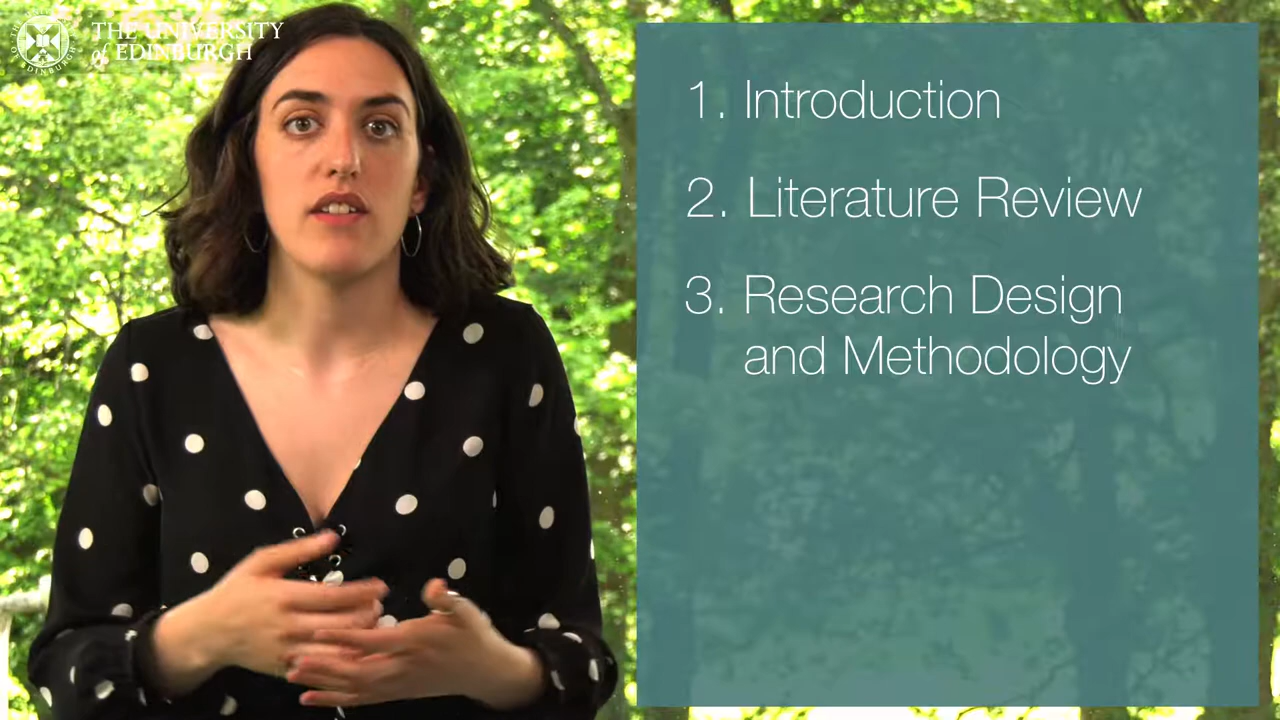 THE UNIVERSITY
of EDINBURGH
1. Introduction
2. Literature Review
3. Research Design
and Methodology